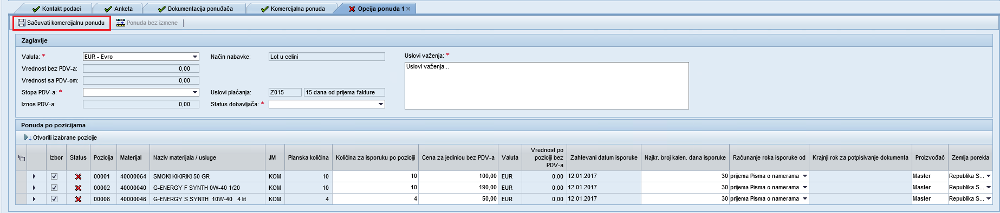 Kontakt podaci Anketa Dokumentacija ponuđača Komercijalna ponuda Opcija ponuda 1
Sačuvati komercijalnu ponudu Ponuda bez izmene
Zaglavlje
Valuta: * EUR - Evro Način nabavke: Lot u celini Uslovi važenja: *
Uslovi važenja...
Vrednost bez PDV-a: 0,00
Vrednost sa PDV-om: 0,00
Stopa PDV-a: * Uslovi plaćanja: Z015 15 dana od prijema fakture
Iznos PDV-a: 0,00 Status dobavljača: *
Ponuda po pozicijama
Otvoriti izabrane pozicije
Izbor Status Pozicija Materijal Naziv materijala / usluge JM Planska količina Količina za isporuku po poziciji Cena za jedinicu bez PDV-a Valuta Vrednost po poziciji bez PDV-a Zahtevani datum isporuke Najkr. broj kalen. dana isporuke Računanje roka isporuke od Krajnji rok za potpisivanje dokumenta Proizvođač Zemlja porekla
00001 40000064 SMOKI KIKIRIKI 50 GR KOM 10 10 100,00 EUR 0,00 12.01.2017 30 prijema Pisma o namerama Master Republika S...
00002 40000040 G-ENERGY F SYNTH 0W-40 1/20 KOM 10 10 190,00 EUR 0,00 12.01.2017 30 prijema Pisma o namerama Master Republika S...
00006 40000046 G-ENERGY S SYNTH 10W-40 4 lit KOM 4 4 50,00 EUR 0,00 12.01.2017 30 prijema Pisma o namerama Master Republika S...